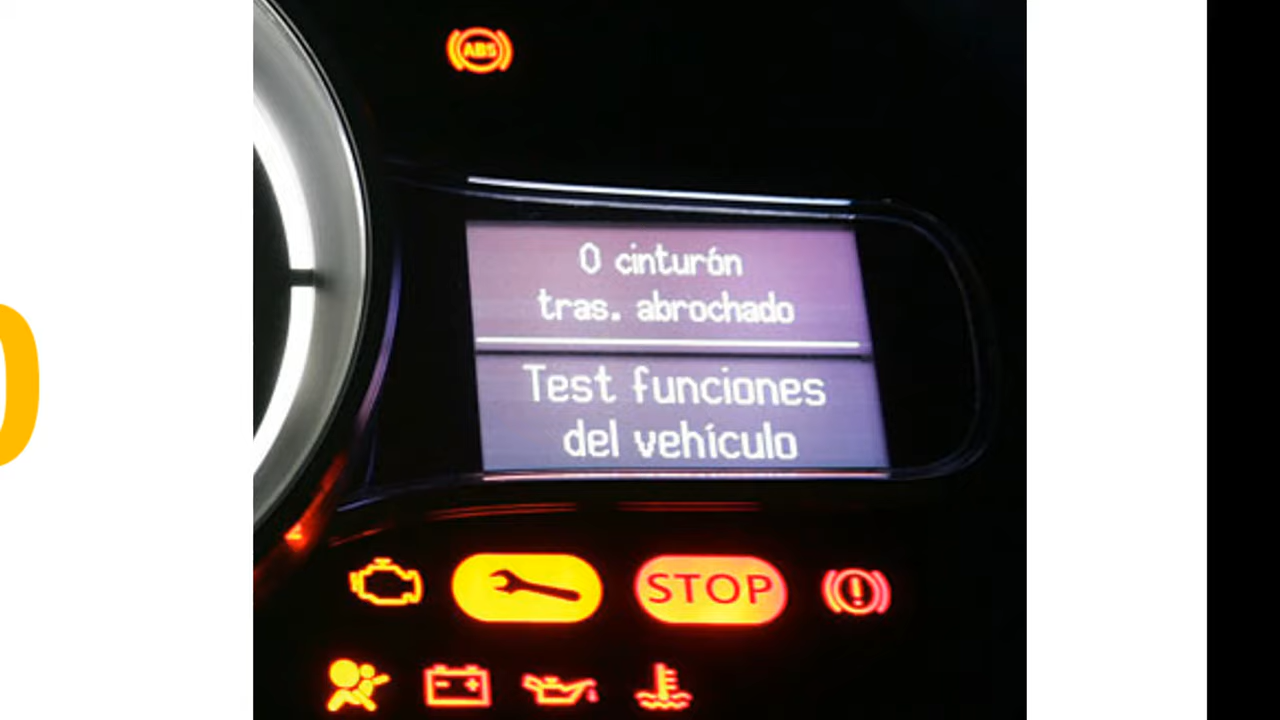 ABS
0 cinturón
tras. abrochado
Test funciones
del vehículo
STOP